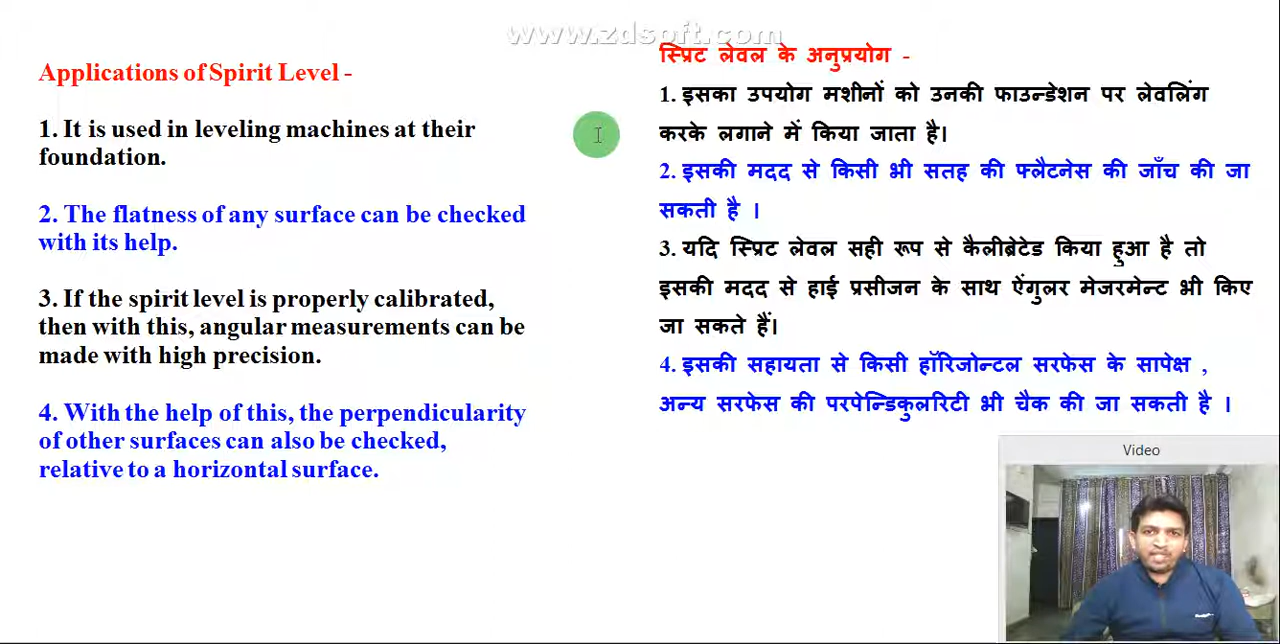 www.zdsoft.com
Applications of Spirit Level -
1. It is used in leveling machines at their
foundation.
2. The flatness of any surface can be checked
with its help.
3. If the spirit level is properly calibrated,
then with this, angular measurements can be
made with high precision.
4. With the help of this, the perpendicularity
of other surfaces can also be checked,
relative to a horizontal surface.
स्प्रिट लेवल के अनुप्रयोग -
1. इसका उपयोग मशीनों को उनकी फाउन्डेशन पर लेवलिंग
करके लगाने में किया जाता है।
2. इसकी मदद से किसी भी सतह की फ्लैटनेस की जाँच की जा
सकती है ।
3. यदि स्प्रिट लेवल सही रूप से कैलीब्रेटेड किया हुआ है तो
इसकी मदद से हाई प्रसीजन के साथ ऐंगुलर मेजरमेन्ट भी किए
जा सकते हैं।
4. इसकी सहायता से किसी हॉरिजोन्टल सरफेस के सापेक्ष ,
अन्य सरफेस की परपेन्डिकुलरिटी भी चैक की जा सकती है ।
Video